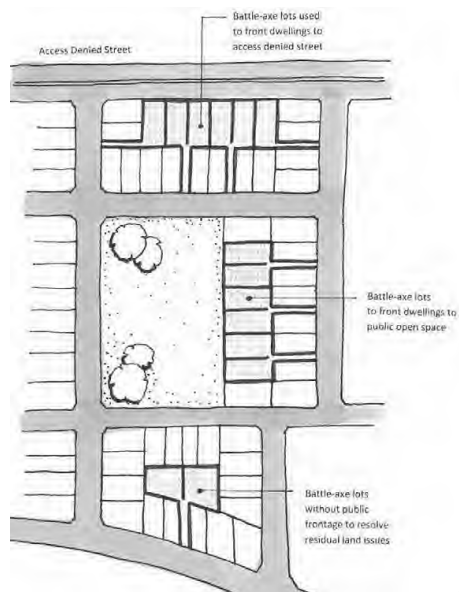 Battle-axe lots used
to front dwellings to
access denied street
Access Denied Street
Battle-axe lots
to front dwellings to
public open space
Battle-axe lots
without public
frontage to resolve
residual land issues